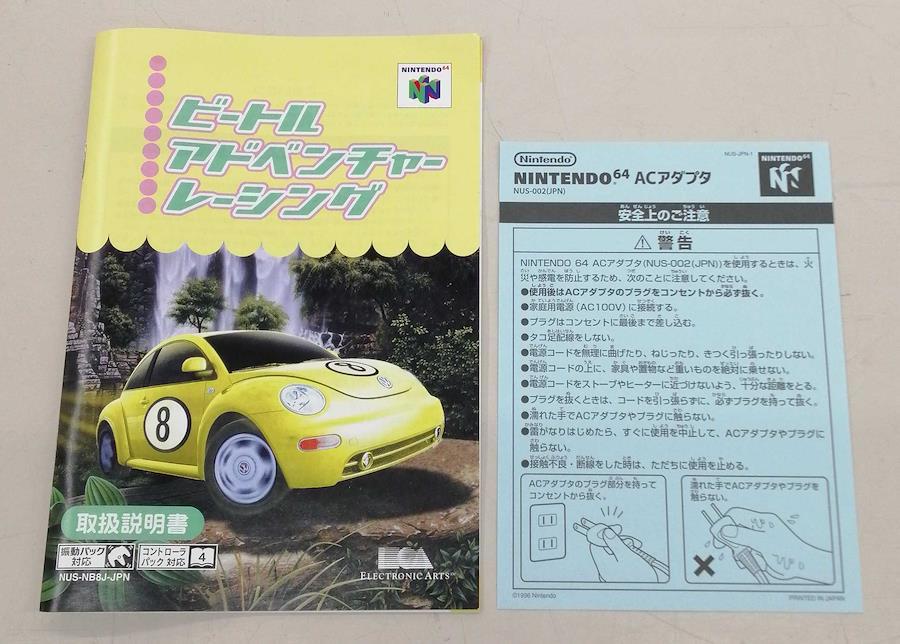 NINTENDO64
ビートル
アドベンチャー
レーシング
8
取扱説明書
振動パック
対応
コントローラ
パック 対応
4
NUS-NB8J-JPN
ELECTRONIC ARTS™
NUS-JPN-1
Nintendo
NINTENDO64 ACアダプタ
NUS-002(JPN)
NINTENDO64
安全上のご注意
警告
NINTENDO 64 ACアダプタ(NUS-002(JPN))を使用するときは、火
災や感電を防止するため、次のことに注意してください。
●使用後はACアダプタのプラグをコンセントから必ず抜く。
●家庭用電源(AC100V)に接続する。
●プラグはコンセントに最後まで差し込む。
●タコ足配線をしない。
●電源コードを無理に曲げたり、ねじったり、きつく引っ張ったりしない。
●電源コードの上に、家具や置物など重いものを絶対に乗せない。
●電源コードをストーブやヒーターに近づけないよう、十分な距離をとる。
●プラグを抜くときは、コードを引っ張らずに、必ずプラグを持って抜く。
●濡れた手でACアダプタやプラグに触らない。
●雷がなりはじめたら、すぐに使用を中止して、ACアダプタやプラグに
触らない。
●接触不良・断線をした時は、ただちに使用を止める。
ACアダプタのプラグ部分を持って
コンセントから抜く。
濡れた手でACアダプタやプラグを
触らない。
©1996 Nintendo
PRINTED IN JAPAN